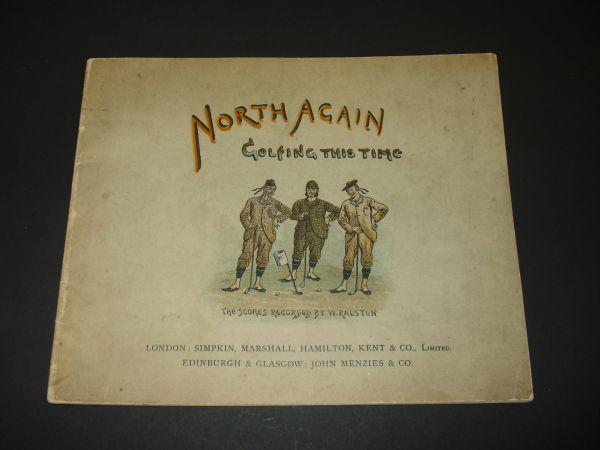 NORTH AGAIN
GOLFING THIS TIME
THE SCORES RECORDED BY W. RALSTON
LONDON: SIMPKIN, MARSHALL, HAMILTON, KENT & CO., LIMITED.
EDINBURGH & GLASGOW: JOHN MENZIES & CO.